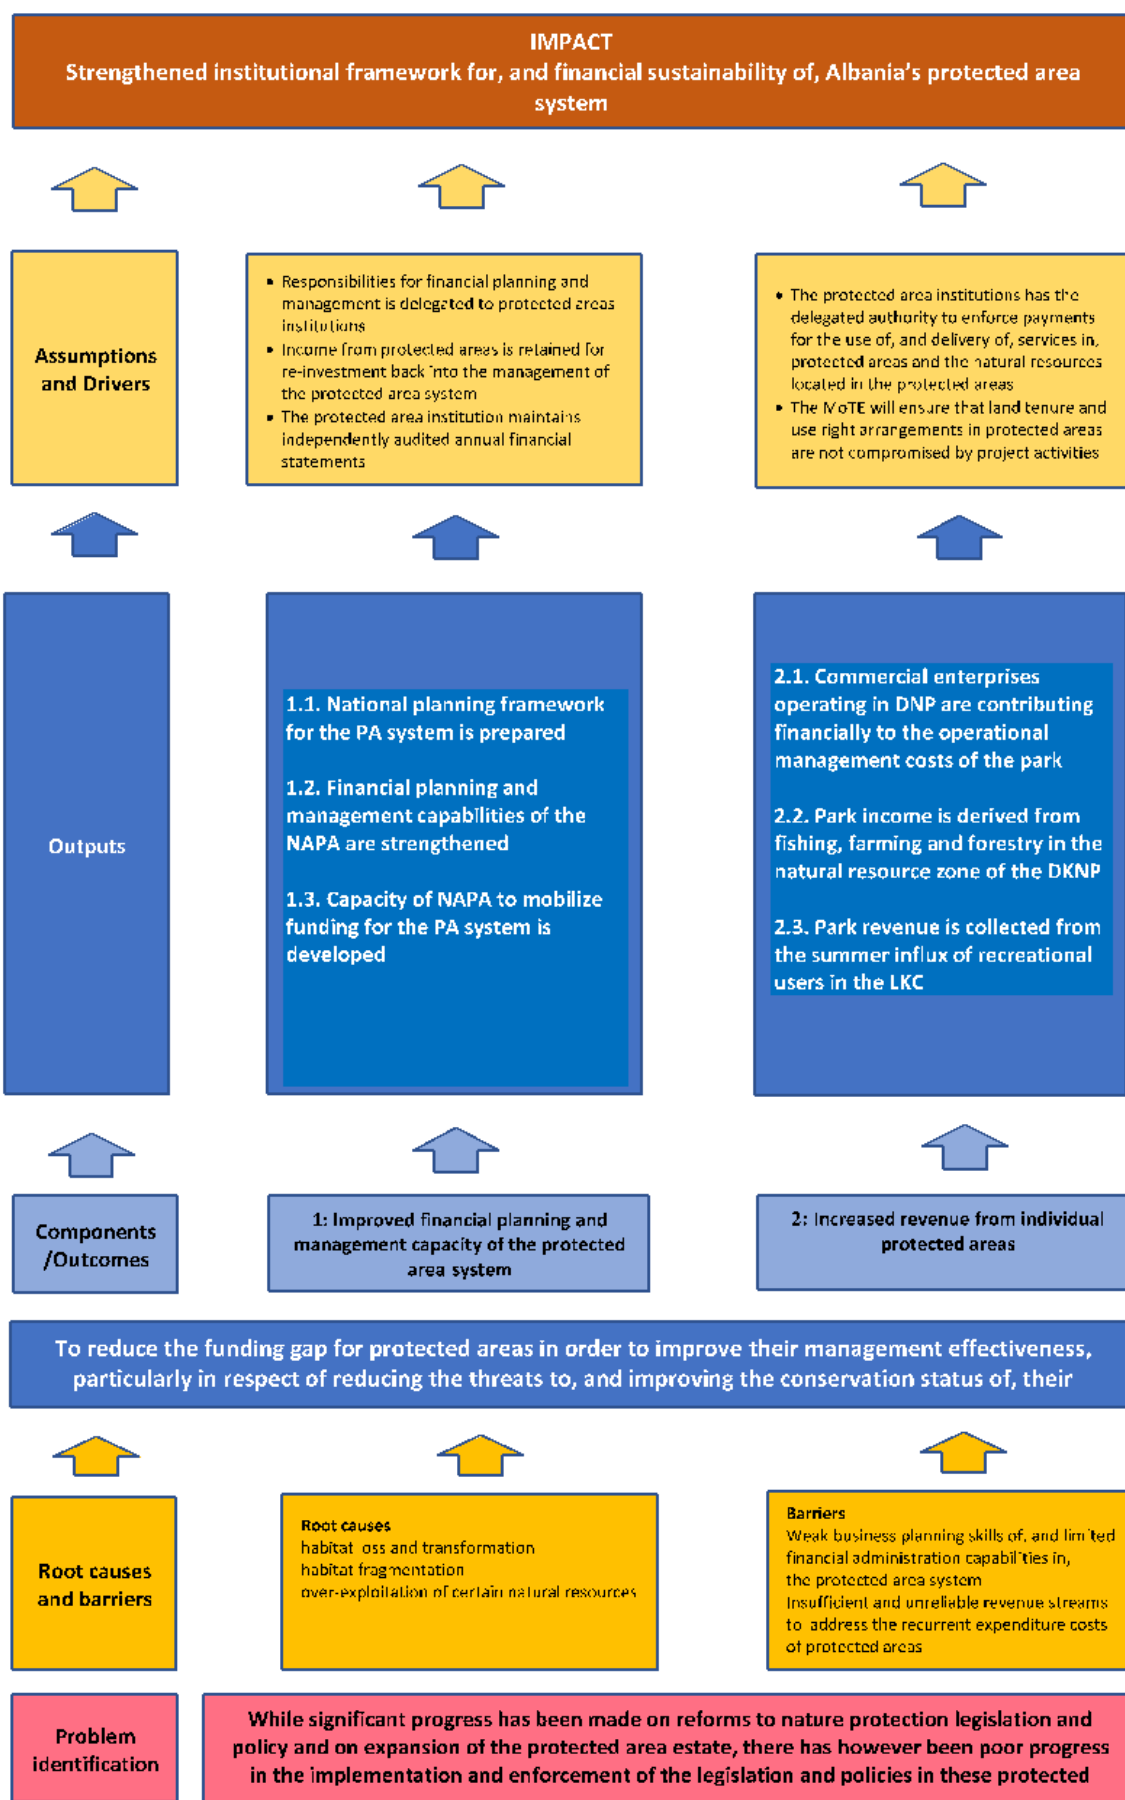 IMPACT
Strengthened institutional framework for, and financial sustainability of, Albania's protected area
system
Assumptions
and Drivers
• Responsibilities for financial planning and
management is delegated to protected areas
institutions
• Income from protected areas is retained for
re-investment back into the management of
the protected area system
• The protected area institution maintains
independently audited annual financial
statements
• The protected area institutions has the
delegated authority to enforce payments
for the use of, and delivery of, services in,
protected areas and the natural resources
located in the protected areas
• The MoTE will ensure that land tenure and
use right arrangements in protected areas
are not compromised by project activities
Outputs
1.1. National planning framework
for the PA system is prepared
1.2. Financial planning and
management capabilities of the
NAPA are strengthened
1.3. Capacity of NAPA to mobilize
funding for the PA system is
developed
2.1. Commercial enterprises
operating in DNP are contributing
financially to the operational
management costs of the park
2.2. Park income is derived from
fishing, farming and forestry in the
natural resource zone of the DKNP
2.3. Park revenue is collected from
the summer influx of recreational
users in the LKC
Components
/Outcomes
1: Improved financial planning and
management capacity of the protected
area system
2: Increased revenue from individual
protected areas
To reduce the funding gap for protected areas in order to improve their management effectiveness,
particularly in respect of reducing the threats to, and improving the conservation status of, their
Root causes
and barriers
Root causes
habitat loss and transformation
habitat fragmentation
over-exploitation of certain natural resources
Barriers
Weak business planning skills of, and limited
financial administration capabilities in,
the protected area system
Insufficient and unreliable revenue streams
to address the recurrent expenditure costs
of protected areas
Problem
identification
While significant progress has been made on reforms to nature protection legislation and
policy and on expansion of the protected area estate, there has however been poor progress
in the implementation and enforcement of the legislation and policies in these protected